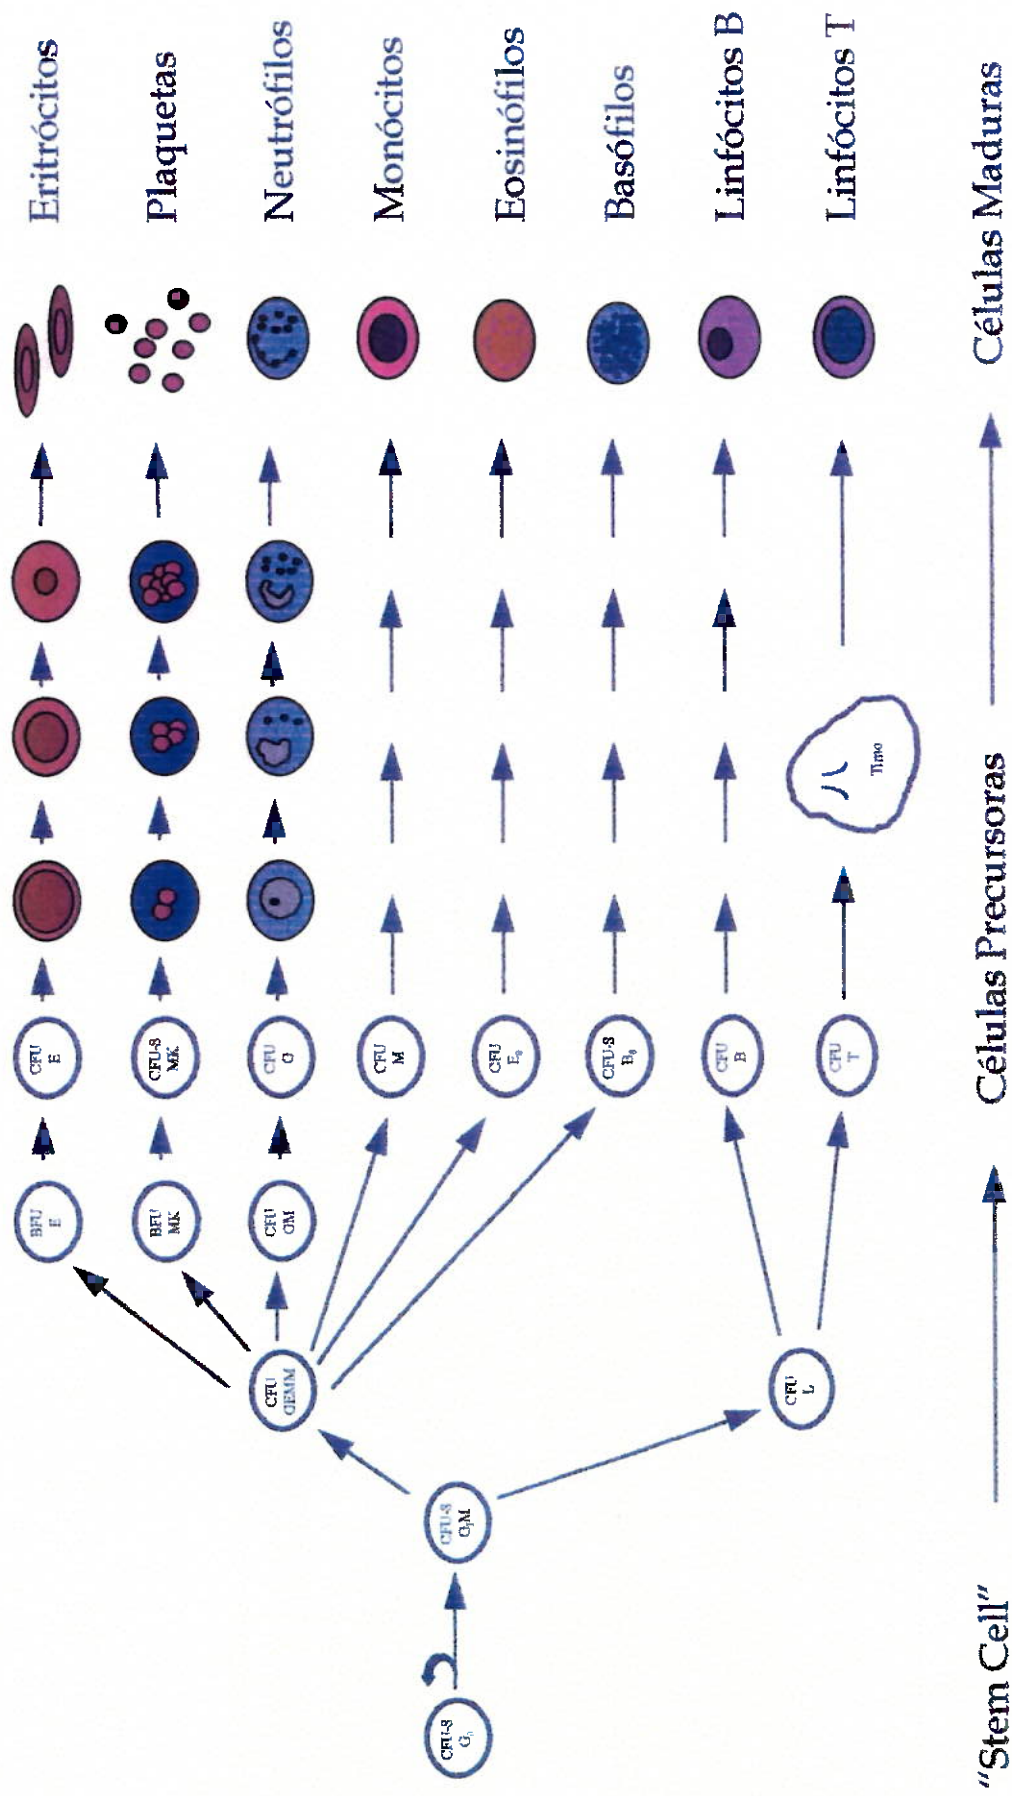 CFU-S
G₀
CFU-S
G₁M
CFU
GEMM
CFU
L
BFU
E
CFU
E
Eritrócitos
BFU
MK
CFU-S
MK
Plaquetas
CFU
GM
CFU
G
Neutrófilos
CFU
M
Monócitos
CFU
E₀
Eosinófilos
CFU-S
B₀
Basófilos
CFU
B
Linfócitos B
CFU
T
Timo
Linfócitos T
"Stem Cell"
Células Precursoras
Células Maduras